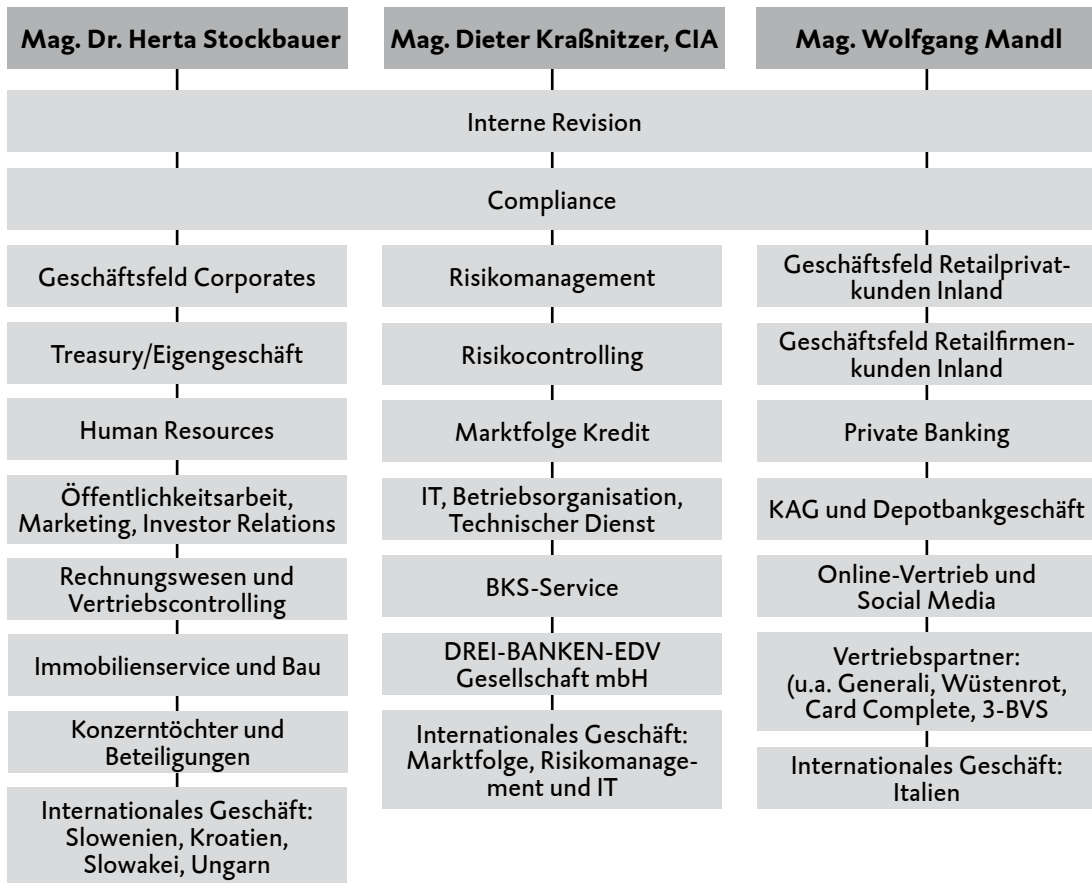 Mag. Dr. Herta Stockbauer
Mag. Dieter Kraßnitzer, CIA
Mag. Wolfgang Mandl
Interne Revision
Compliance
Geschäftsfeld Corporates
Treasury/Eigengeschäft
Human Resources
Öffentlichkeitsarbeit,
Marketing, Investor Relations
Rechnungswesen und
Vertriebscontrolling
Immobilienservice und Bau
Konzerntöchter und
Beteiligungen
Internationales Geschäft:
Slowenien, Kroatien,
Slowakei, Ungarn
Risikomanagement
Risikocontrolling
Marktfolge Kredit
IT, Betriebsorganisation,
Technischer Dienst
BKS-Service
DREI-BANKEN-EDV
Gesellschaft mbH
Internationales Geschäft:
Marktfolge, Risikomanage-
ment und IT
Geschäftsfeld Retailprivat-
kunden Inland
Geschäftsfeld Retailfirmen-
kunden Inland
Private Banking
KAG und Depotbankgeschäft
Online-Vertrieb und
Social Media
Vertriebspartner:
(u.a. Generali, Wüstenrot,
Card Complete, 3-BVS
Internationales Geschäft:
Italien